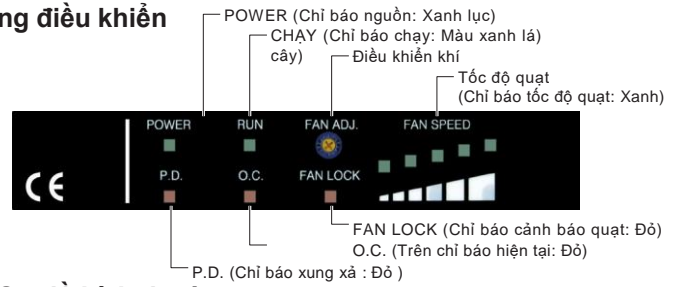 ng điều khiển
POWER (Chỉ báo nguồn: Xanh lục)
CHẠY (Chỉ báo chạy: Màu xanh lá)
cây)
Điều khiển khí
Tốc độ quạt
(Chỉ báo tốc độ quạt: Xanh)
POWER RUN FAN ADJ. FAN SPEED
P.D. O.C. FAN LOCK
CE
FAN LOCK (Chỉ báo cảnh báo quạt: Đỏ)
O.C. (Trên chỉ báo hiện tại: Đỏ)
P.D. (Chỉ báo xung xả : Đỏ )